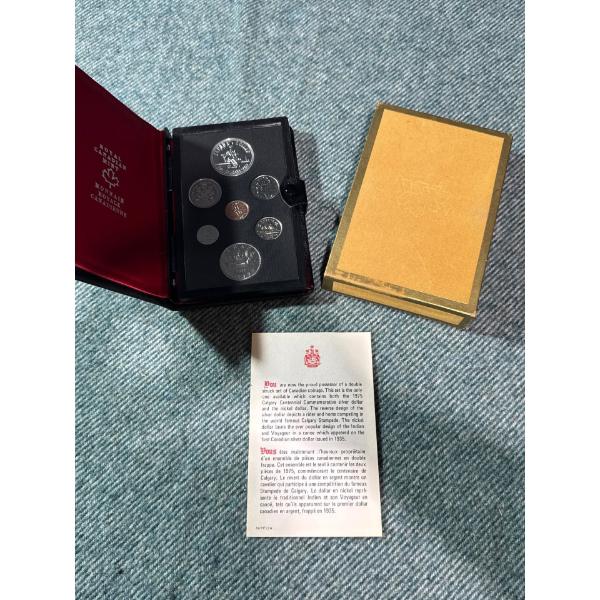 ROYAL
CANADIAN
MINT
MONNAIE
ROYALE
CANADIENNE
You are now the proud possessor of a double
struck set of Canadian coinage. This set is the only
one available which contains both the 1975
Calgary Centennial Commemorative silver dollar
and the nickel dollar. The reverse design of the
silver dollar depicts a rider and horse competing in
the world famous Calgary Stampede. The nickel
dollar bears the ever popular design of the Indian
and Voyageur in a canoe which appeared on the
first Canadian silver dollar issued in 1935.
Vous êtes maintenant l'heureux propriétaire
d'un ensemble de pièces canadiennes en double
frappe. Cet ensemble est le seul à contenir les deux
pièces de 1975, commémorant le centenaire de
Calgary. Le revers du dollar en argent montre un
cavalier qui participe à une compétition du fameux
Stampede de Calgary. Le dollar en nickel repré-
sente le traditionnel Indien et son Voyageur en
canoë, tels qu'ils apparurent sur le premier dollar
canadien en argent, frappé en 1935.